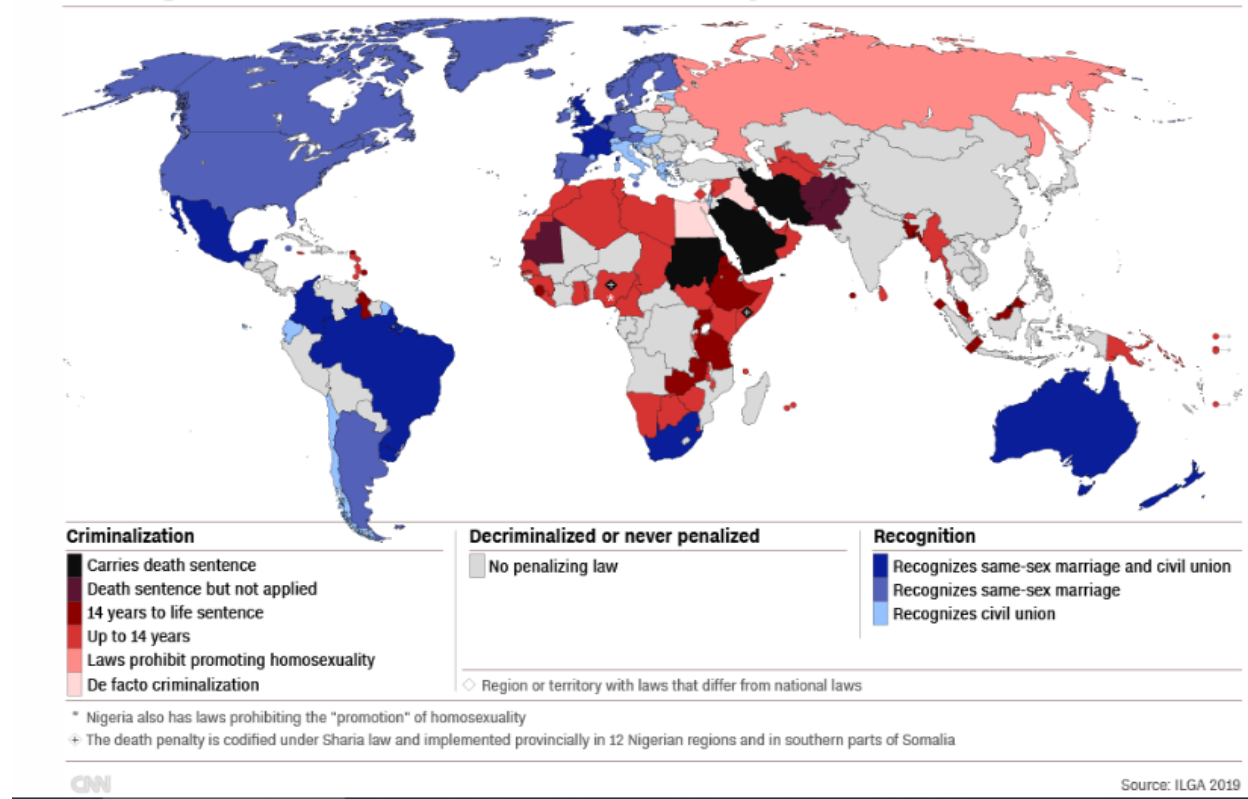 Criminalization
Carries death sentence
Death sentence but not applied
14 years to life sentence
Up to 14 years
Laws prohibit promoting homosexuality
De facto criminalization
Decriminalized or never penalized
No penalizing law
Region or territory with laws that differ from national laws
Recognition
Recognizes same-sex marriage and civil union
Recognizes same-sex marriage
Recognizes civil union
* Nigeria also has laws prohibiting the "promotion" of homosexuality
The death penalty is codified under Sharia law and implemented provincially in 12 Nigerian regions and in southern parts of Somalia
CNN
Source: ILGA 2019